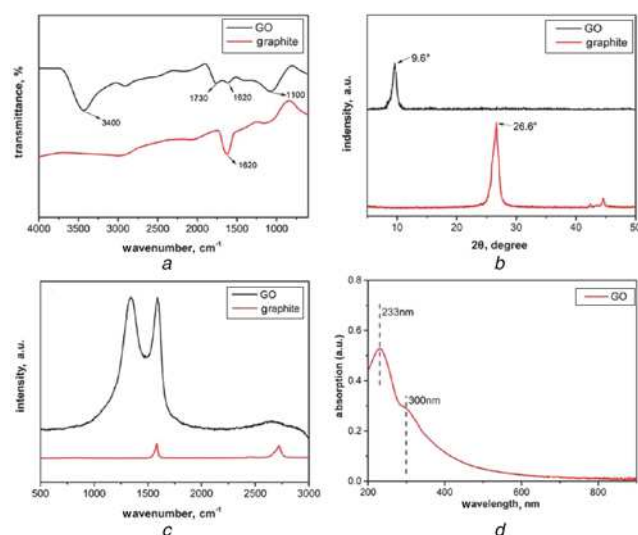 GO
graphite
transmittance, %
3400
1730
1620
1100
1620
4000 3500 3000 2500 2000 1500 1000
wavenumber, cm-1
a
GO
graphite
indensity, a.u.
9.6°
26.6°
10 20 30 40 50
2θ, degree
b
GO
graphite
intensity, a.u.
500 1000 1500 2000 2500 3000
wavenumber, cm-1
c
GO
absorption (a.u.)
0.8
0.6
0.4
0.2
0.0
233nm
300nm
200 400 600 800
wavelength, nm
d